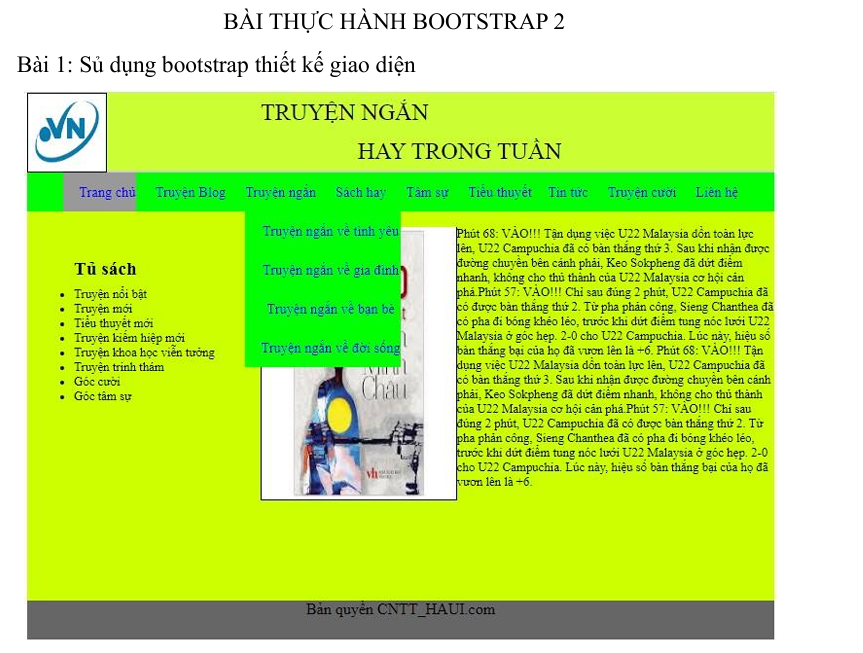 BÀI THỰC HÀNH BOOTSTRAP 2
Bài 1: Sủ dụng bootstrap thiết kế giao diện
VN
TRUYỆN NGẮN
HAY TRONG TUẦN
Trang chủ Truyện Blog Truyện ngắn Sách hay Tâm sự Tiểu thuyết Tin tức Truyện cười Liên hệ
Truyện ngắn về tình yêu
Truyện ngắn về gia đình
Truyện ngắn về bạn bè
Truyện ngắn về đời sống
Tủ sách
Truyện nổi bật
Truyện mới
Tiểu thuyết mới
Truyện kiếm hiệp mới
Truyện khoa học viễn tưởng
Truyện trinh thám
Góc cười
Góc tâm sự
Minh
Châu
Phút 68: VÀO!!! Tận dụng việc U22 Malaysia dồn toàn lực
lên, U22 Campuchia đã có bàn thắng thứ 3. Sau khi nhận được
đường chuyền bên cánh phải, Keo Sokpheng đã dứt điểm
nhanh, không cho thủ thành của U22 Malaysia cơ hội cản
phá.Phút 57: VÀO!!! Chỉ sau đúng 2 phút, U22 Campuchia đã
có được bàn thắng thứ 2. Từ pha phản công, Sieng Chanthea đã
có pha đi bóng khéo léo, trước khi dứt điểm tung nóc lưới U22
Malaysia ở góc hẹp. 2-0 cho U22 Campuchia. Lúc này, hiệu số
bàn thắng bại của họ đã vươn lên là +6. Phút 68: VÀO!!! Tận
dụng việc U22 Malaysia dồn toàn lực lên, U22 Campuchia đã
có bàn thắng thứ 3. Sau khi nhận được đường chuyền bên cánh
phải, Keo Sokpheng đã dứt điểm nhanh, không cho thủ thành
của U22 Malaysia cơ hội cản phá.Phút 57: VÀO!!! Chỉ sau
đúng 2 phút, U22 Campuchia đã có được bàn thắng thứ 2. Từ
pha phản công, Sieng Chanthea đã có pha đi bóng khéo léo,
trước khi dứt điểm tung nóc lưới U22 Malaysia ở góc hẹp. 2-0
cho U22 Campuchia. Lúc này, hiệu số bàn thắng bại của họ đã
vươn lên là +6.
Bản quyền CNTT_HAUI.com